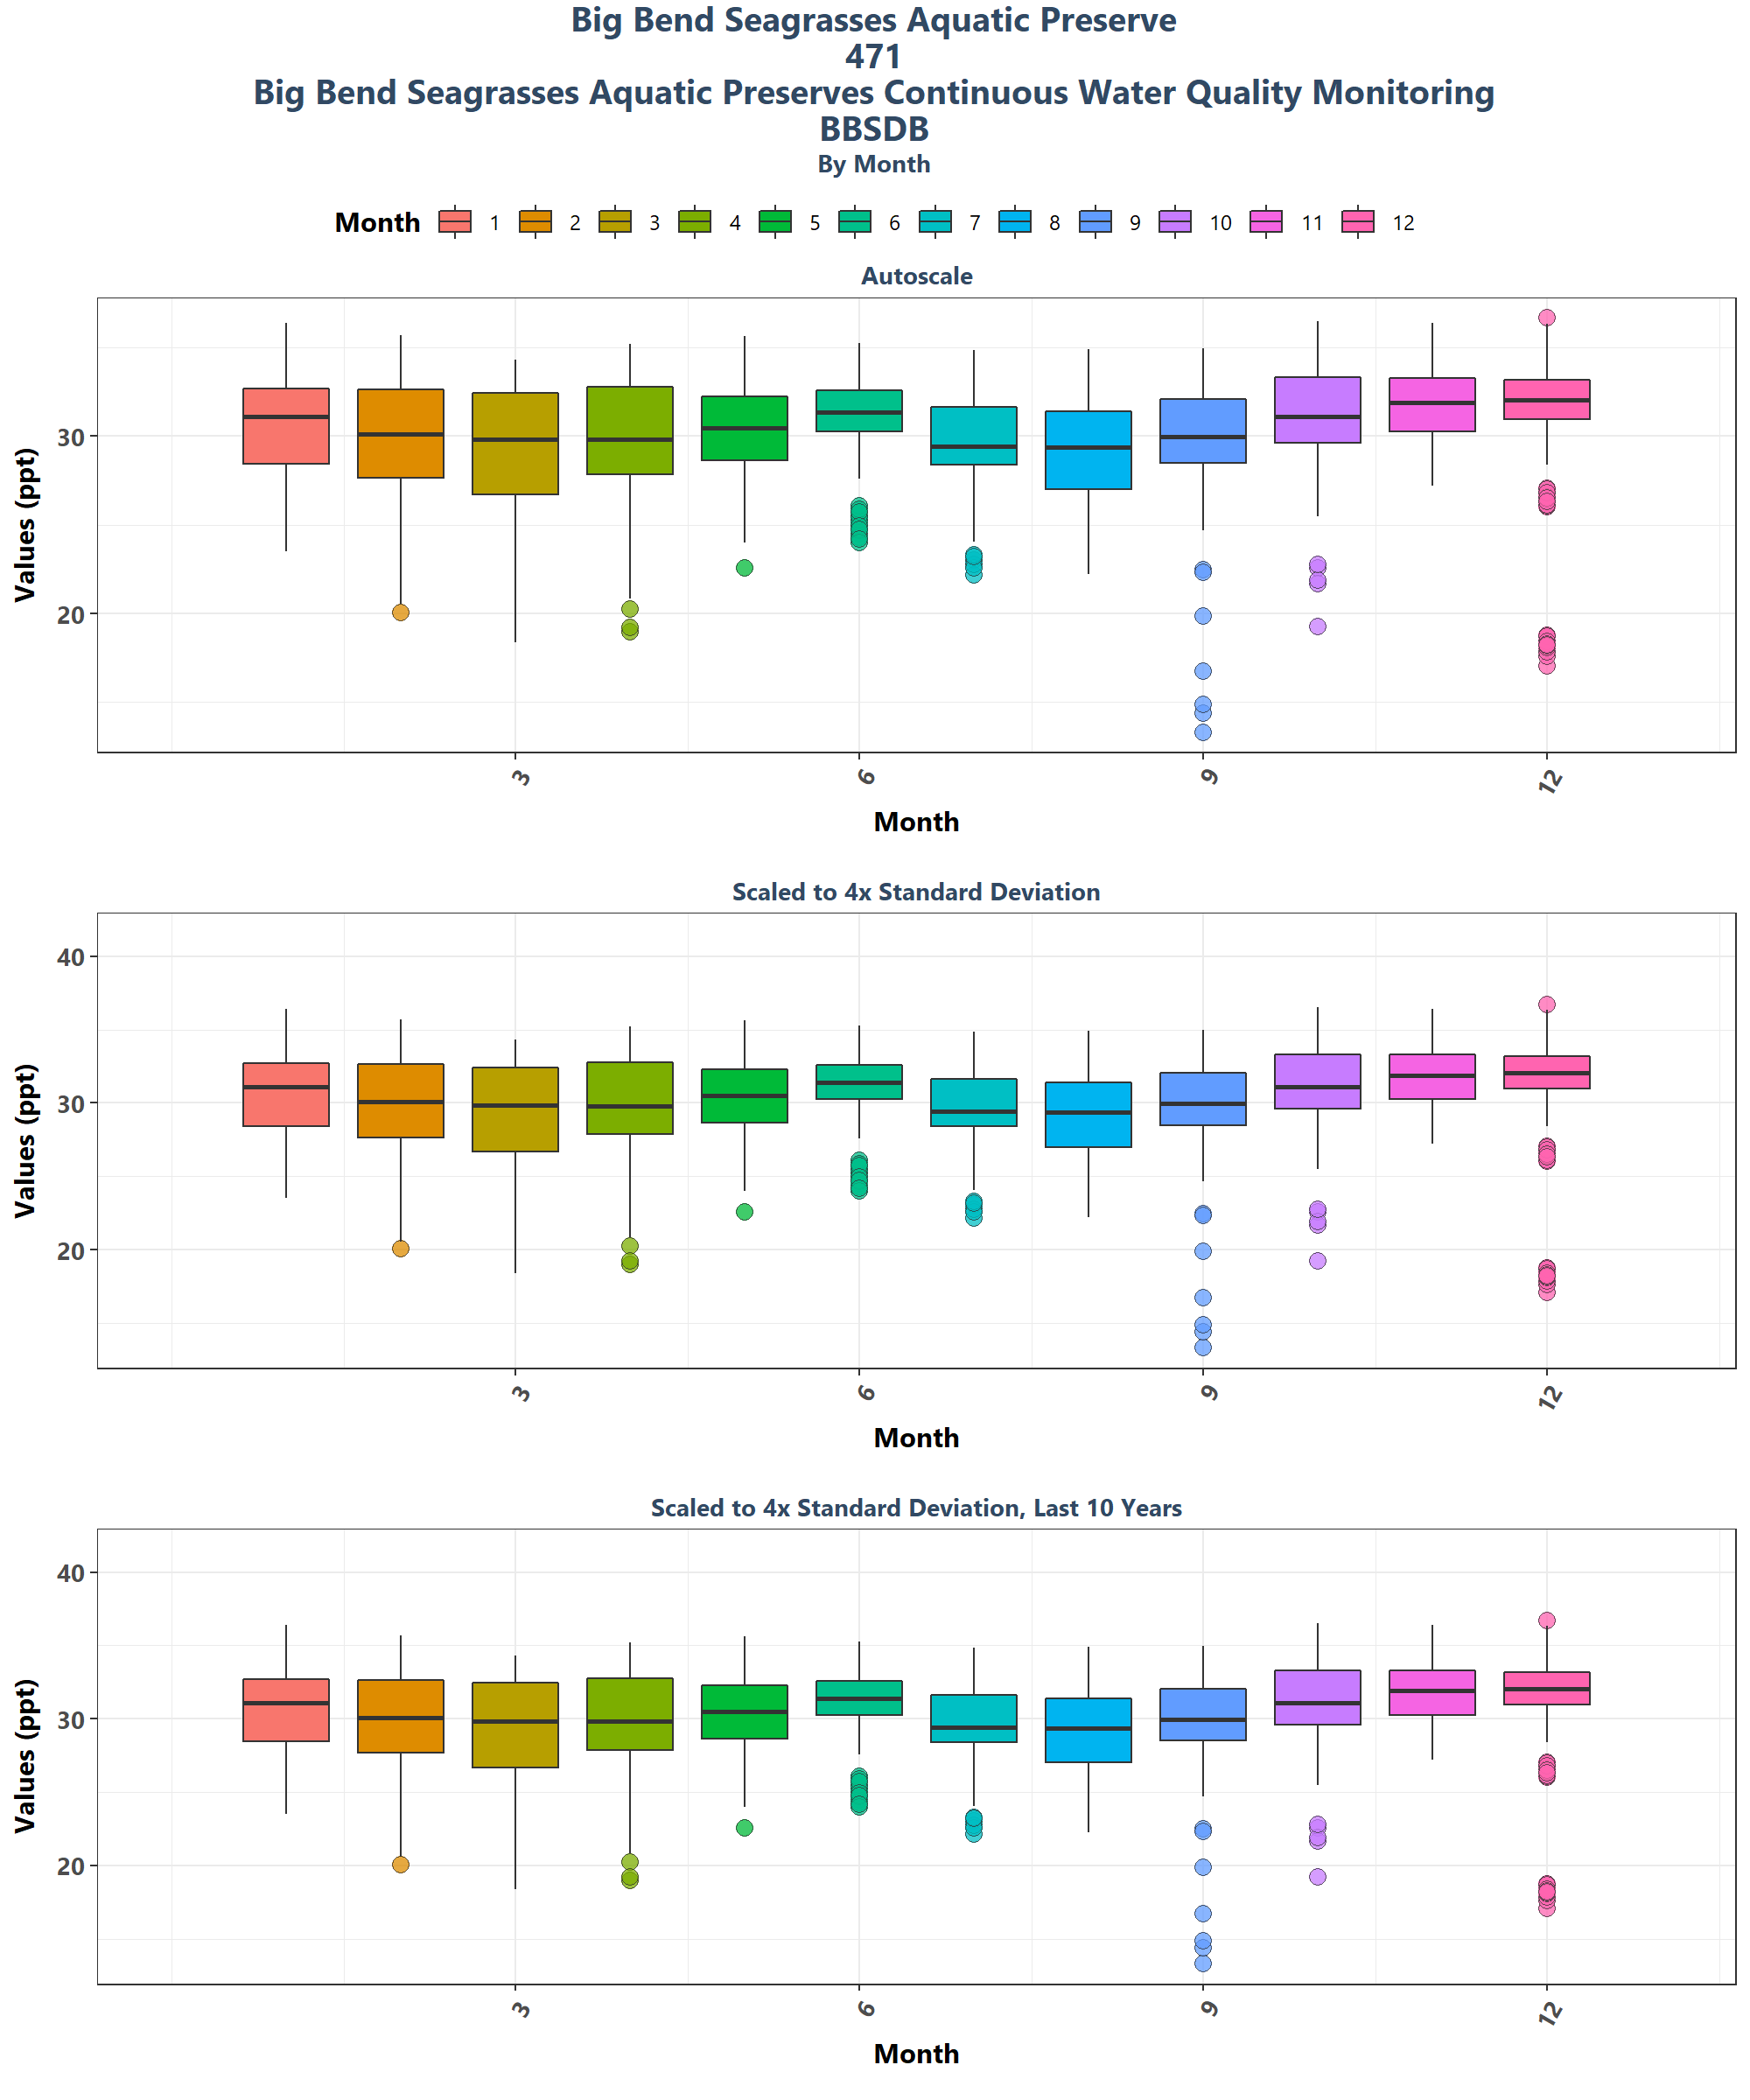 Big Bend Seagrasses Aquatic Preserve
471
Big Bend Seagrasses Aquatic Preserves Continuous Water Quality Monitoring
BBSDB
By Month
Month 1 2 3 4 5 6 7 8 9 10 11 12
Autoscale
Values (ppt)
30
20
3 6 9 12
Month
Scaled to 4x Standard Deviation
Values (ppt)
40
30
20
3 6 9 12
Month
Scaled to 4x Standard Deviation, Last 10 Years
Values (ppt)
40
30
20
3 6 9 12
Month